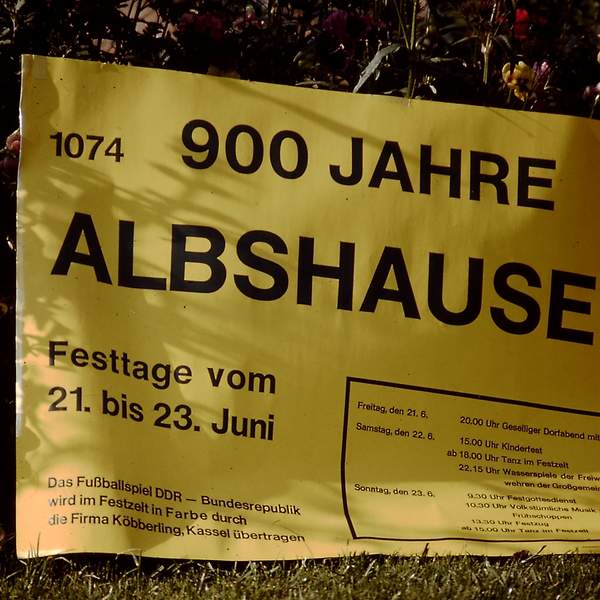 1074 900 JAHRE
ALBSHAUSE
Festtage vom
21. bis 23. Juni
Das Fußballspiel DDR – Bundesrepublik
wird im Festzelt in Farbe durch
die Firma Köbberling, Kassel übertragen
Freitag, den 21. 6. 20.00 Uhr Geselliger Dorfabend mit
Samstag, den 22. 6. 15.00 Uhr Kinderfest
ab 18.00 Uhr Tanz im Festzelt
22.15 Uhr Wasserspiele der Freiw
wehren der Großgemein
Sonntag, den 23. 6. 9.30 Uhr Festgottesdienst
10.30 Uhr Volkstümliche Musik
Frühschoppen
13.30 Uhr Festzug
ab 15.00 Uhr Tanz im Festzelt